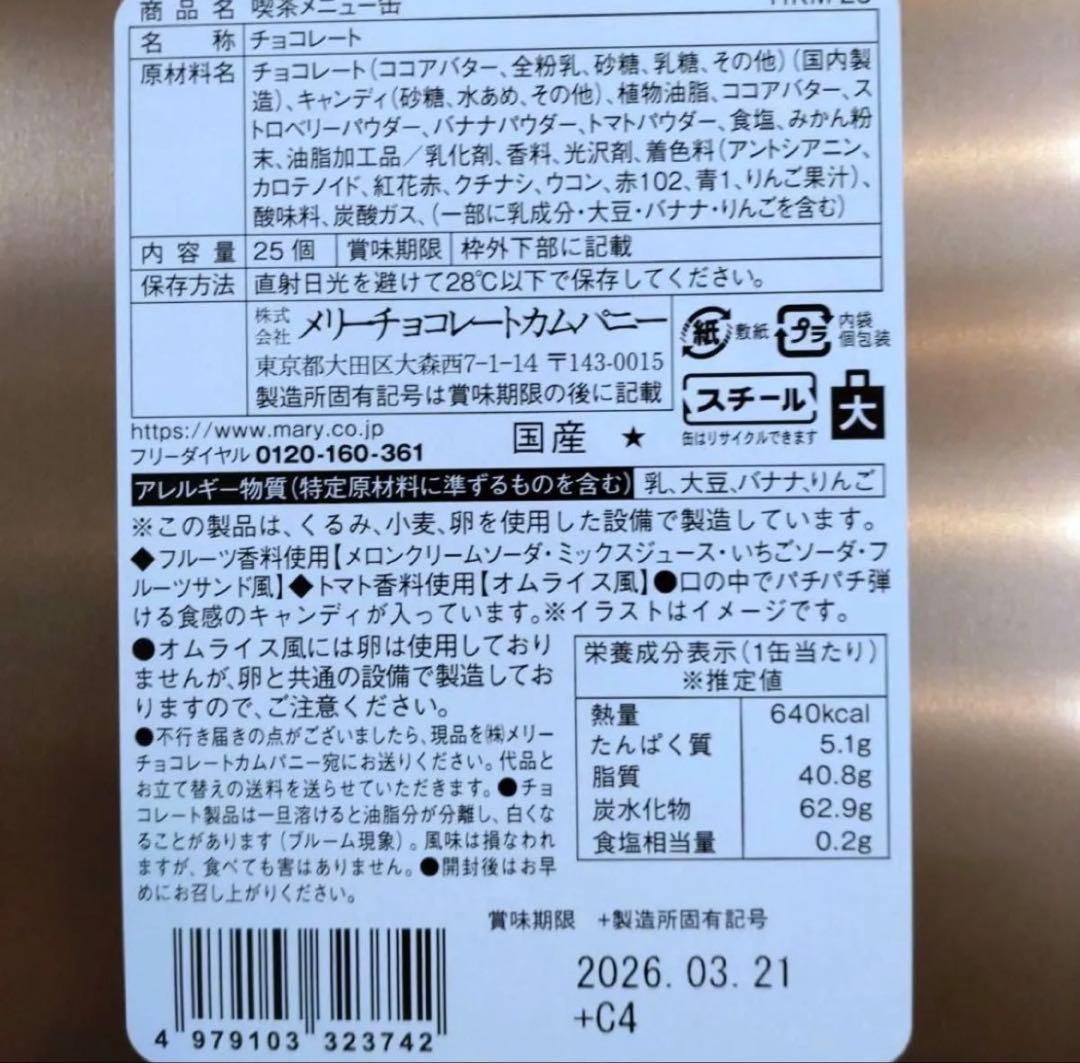 商品名 喫茶メニュー缶
名称 チョコレート
原材料名 チョコレート(ココアバター、全粉乳、砂糖、乳糖、その他)(国内製
造)、キャンディ(砂糖、水あめ、その他)、植物油脂、ココアバター、ス
トロベリーパウダー、バナナパウダー、トマトパウダー、食塩、みかん粉
末、油脂加工品／乳化剤、香料、光沢剤、着色料(アントシアニン、
カロテノイド、紅花赤、クチナシ、ウコン、赤102、青1、りんご果汁)、
酸味料、炭酸ガス、(一部に乳成分・大豆・バナナ・りんごを含む)
内容量 25個 賞味期限 枠外下部に記載
保存方法 直射日光を避けて28℃以下で保存してください。
株式会社 メリーチョコレートカムパニー
東京都大田区大森西7-1-14 〒143-0015
製造所固有記号は賞味期限の後に記載
紙 敷紙 プラ 内袋 個包装
スチール 大
缶はリサイクルできます
https://www.mary.co.jp
フリーダイヤル 0120-160-361
国産 ★
アレルギー物質(特定原材料に準ずるものを含む) 乳、大豆、バナナ、りんご
※この製品は、くるみ、小麦、卵を使用した設備で製造しています。
◆フルーツ香料使用【メロンクリームソーダ・ミックスジュース・いちごソーダ・フ
ルーツサンド風】◆トマト香料使用【オムライス風】●口の中でパチパチ弾
ける食感のキャンディが入っています。※イラストはイメージです。
●オムライス風には卵は使用しており
ませんが、卵と共通の設備で製造してお
りますので、ご注意ください。
●不行き届きの点がございましたら、現品を㈱メリー
チョコレートカムパニー宛にお送りください。代品と
お立て替えの送料を送らせていただきます。●チョ
コレート製品は一旦溶けると油脂分が分離し、白くな
ることがあります(ブルーム現象)。風味は損なわれ
ますが、食べても害はありません。●開封後はお早
めにお召し上がりください。
栄養成分表示(1缶当たり)
※推定値
熱量 640kcal
たんぱく質 5.1g
脂質 40.8g
炭水化物 62.9g
食塩相当量 0.2g
賞味期限 +製造所固有記号
2026.03.21
+C4
4 979103 323742